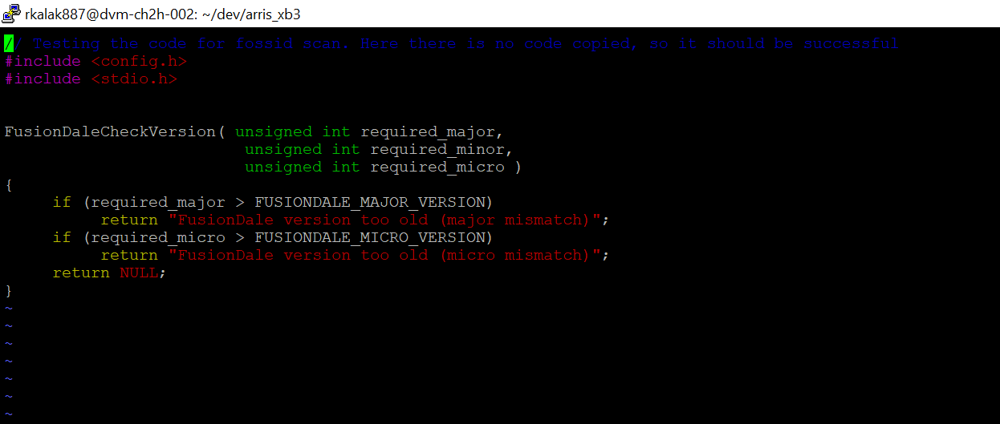 rkalak887@dvm-ch2h-002: ~/dev/arris_xb3
// Testing the code for fossid scan. Here there is no code copied, so it should be successful
#include <config.h>
#include <stdio.h>
FusionDaleCheckVersion( unsigned int required_major,
                         unsigned int required_minor,
                         unsigned int required_micro )
{
     if (required_major > FUSIONDALE_MAJOR_VERSION)
          return "FusionDale version too old (major mismatch)";
     if (required_micro > FUSIONDALE_MICRO_VERSION)
          return "FusionDale version too old (micro mismatch)";
     return NULL;
}
~
~
~
~
~
~
~